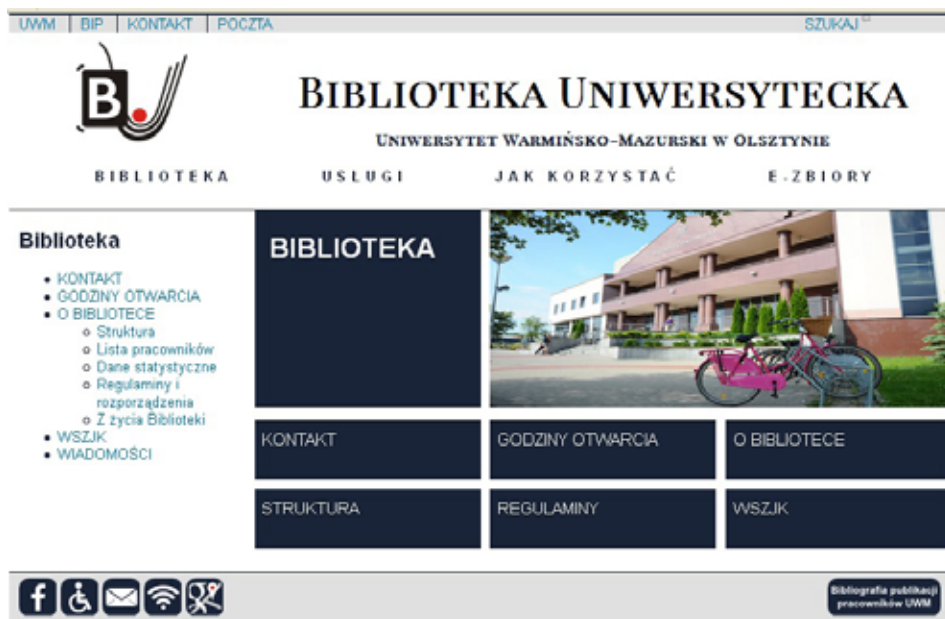 UWM | BIP | KONTAKT | POCZTA
SZUKAJ
B
BIBLIOTEKA UNIWERSYTECKA
UNIWERSYTET WARMIŃSKO-MAZURSKI W OLSZTYNIE
BIBLIOTEKA USŁUGI JAK KORZYSTAĆ E-ZBIORY
Biblioteka
• KONTAKT
• GODZINY OTWARCIA
• O BIBLIOTECE
Struktura
Lista pracowników
Dane statystyczne
Regulaminy i
rozporządzenia
Z życia Biblioteki
• WSZJK
• WIADOMOŚCI
BIBLIOTEKA
KONTAKT
GODZINY OTWARCIA
O BIBLIOTECE
STRUKTURA
REGULAMINY
WSZJK
f
Bibliografia publikacji
pracowników UWM